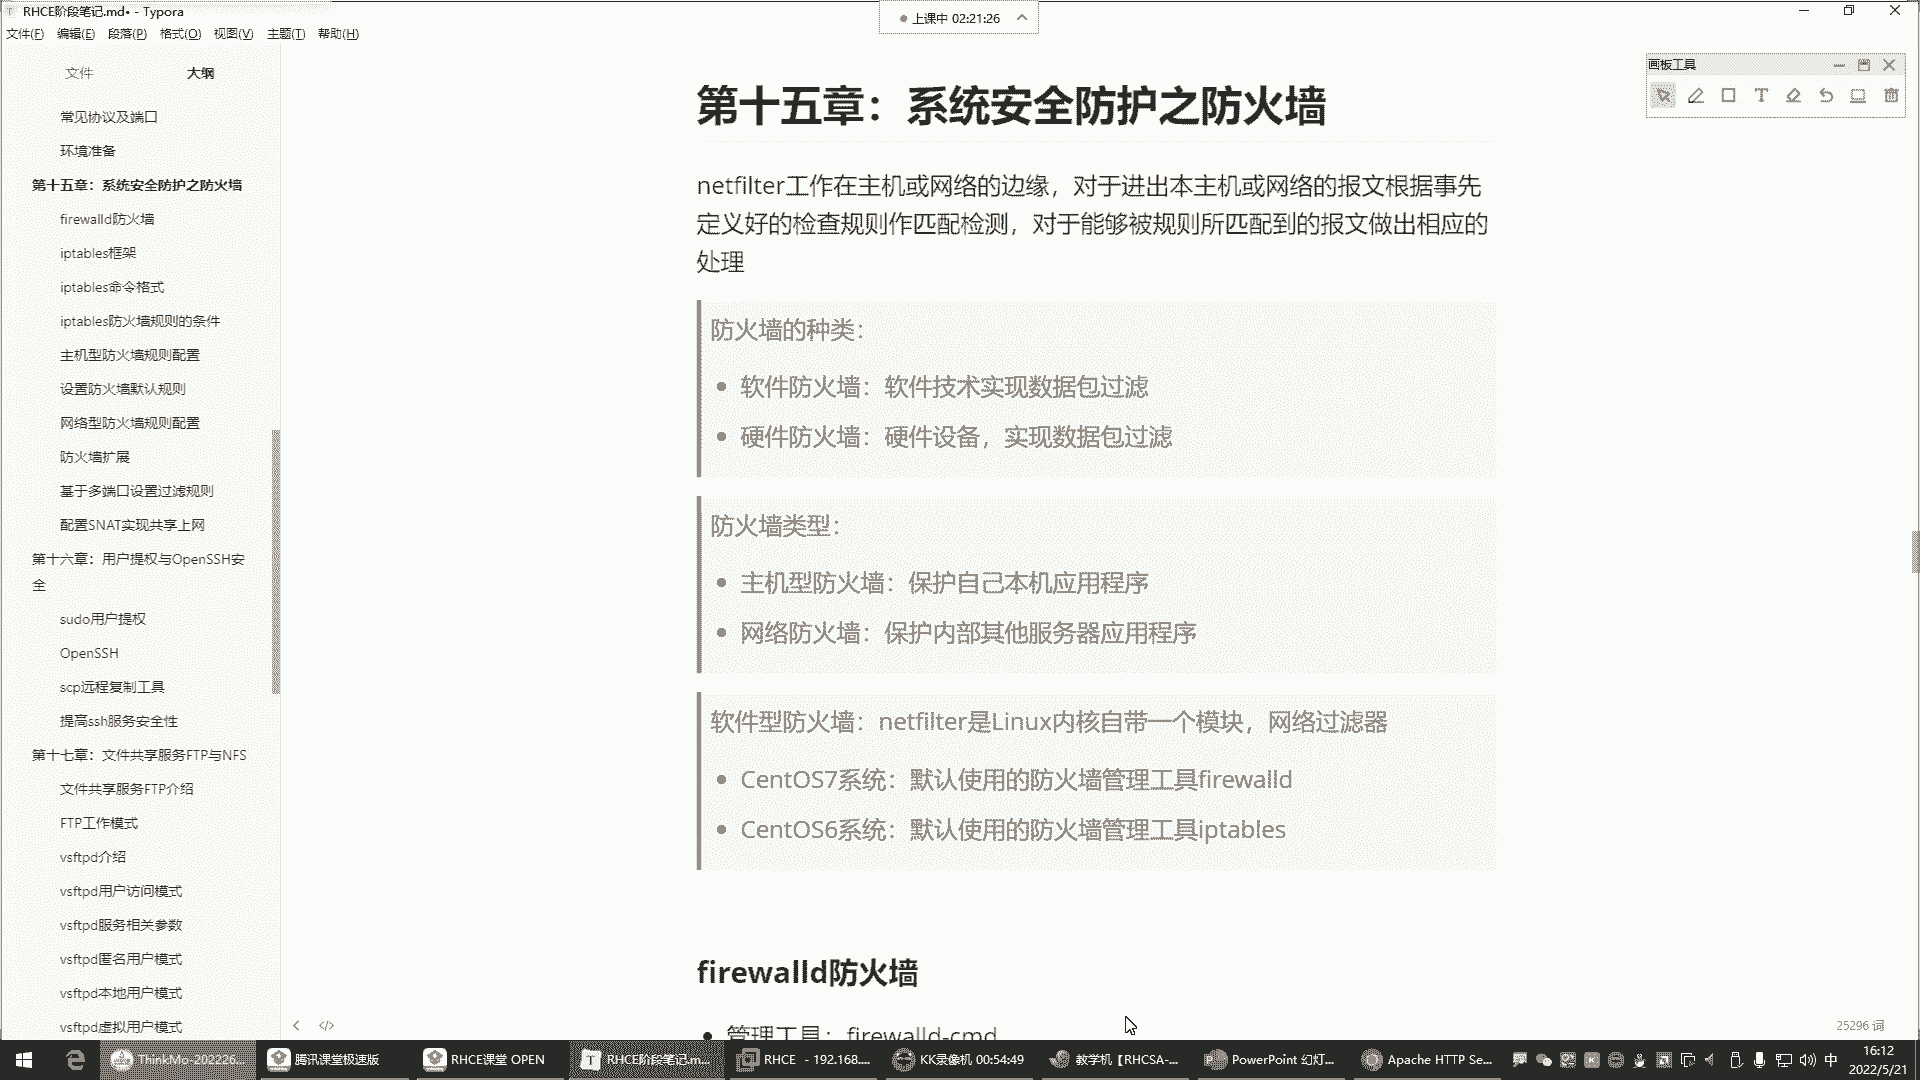 RHCE阶段笔记.md• - Typora
上课中 02:21:26
文件(F) 编辑(E) 段落(P) 格式(O) 视图(V) 主题(T) 帮助(H)
文件 大纲
常见协议及端口
环境准备
第十五章：系统安全防护之防火墙
firewalld防火墙
iptables框架
iptables命令格式
iptables防火墙规则的条件
主机型防火墙规则配置
设置防火墙默认规则
网络型防火墙规则配置
防火墙扩展
基于多端口设置过滤规则
配置SNAT实现共享上网
第十六章：用户提权与OpenSSH安
全
sudo用户提权
OpenSSH
scp远程复制工具
提高ssh服务安全性
第十七章：文件共享服务FTP与NFS
文件共享服务FTP介绍
FTP工作模式
vsftpd介绍
vsftpd用户访问模式
vsftpd服务相关参数
vsftpd匿名用户模式
vsftpd本地用户模式
vsftpd虚拟用户模式
第十五章：系统安全防护之防火墙
netfilter工作在主机或网络的边缘，对于进出本主机或网络的报文根据事先
定义好的检查规则作匹配检测，对于能够被规则所匹配到的报文做出相应的
处理
防火墙的种类：
• 软件防火墙：软件技术实现数据包过滤
• 硬件防火墙：硬件设备，实现数据包过滤
防火墙类型：
• 主机型防火墙：保护自己本机应用程序
• 网络防火墙：保护内部其他服务器应用程序
软件型防火墙：netfilter是Linux内核自带一个模块，网络过滤器
• CentOS7系统：默认使用的防火墙管理工具firewalld
• CentOS6系统：默认使用的防火墙管理工具iptables
firewalld防火墙
• 管理工具：firewalld-cmd
画板工具
T
25296 词
ThinkMo-202226...
腾讯课堂极速版
RHCE课堂 OPEN
RHCE阶段笔记.m...
RHCE - 192.168....
KK录像机 00:54:49
教学机【RHCSA-...
PowerPoint 幻灯...
Apache HTTP Se...
中
16:12
2022/5/21